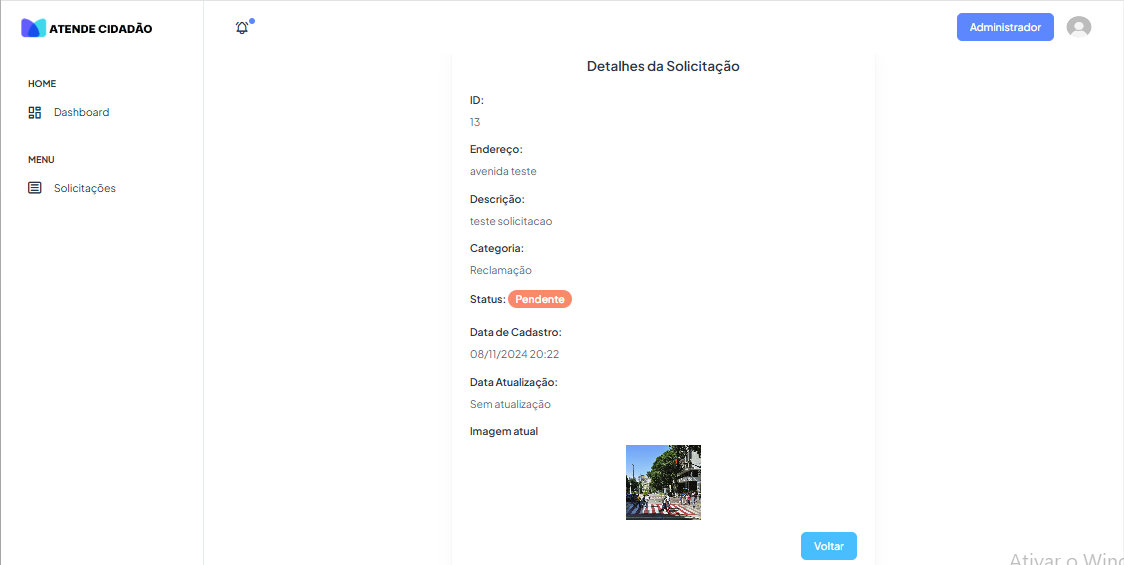 ATENDE CIDADÃO
Administrador
HOME
Dashboard
MENU
Solicitações
Detalhes da Solicitação
ID:
13
Endereço:
avenida teste
Descrição:
teste solicitacao
Categoria:
Reclamação
Status: Pendente
Data de Cadastro:
08/11/2024 20:22
Data Atualização:
Sem atualização
Imagem atual
Voltar
Ativar o